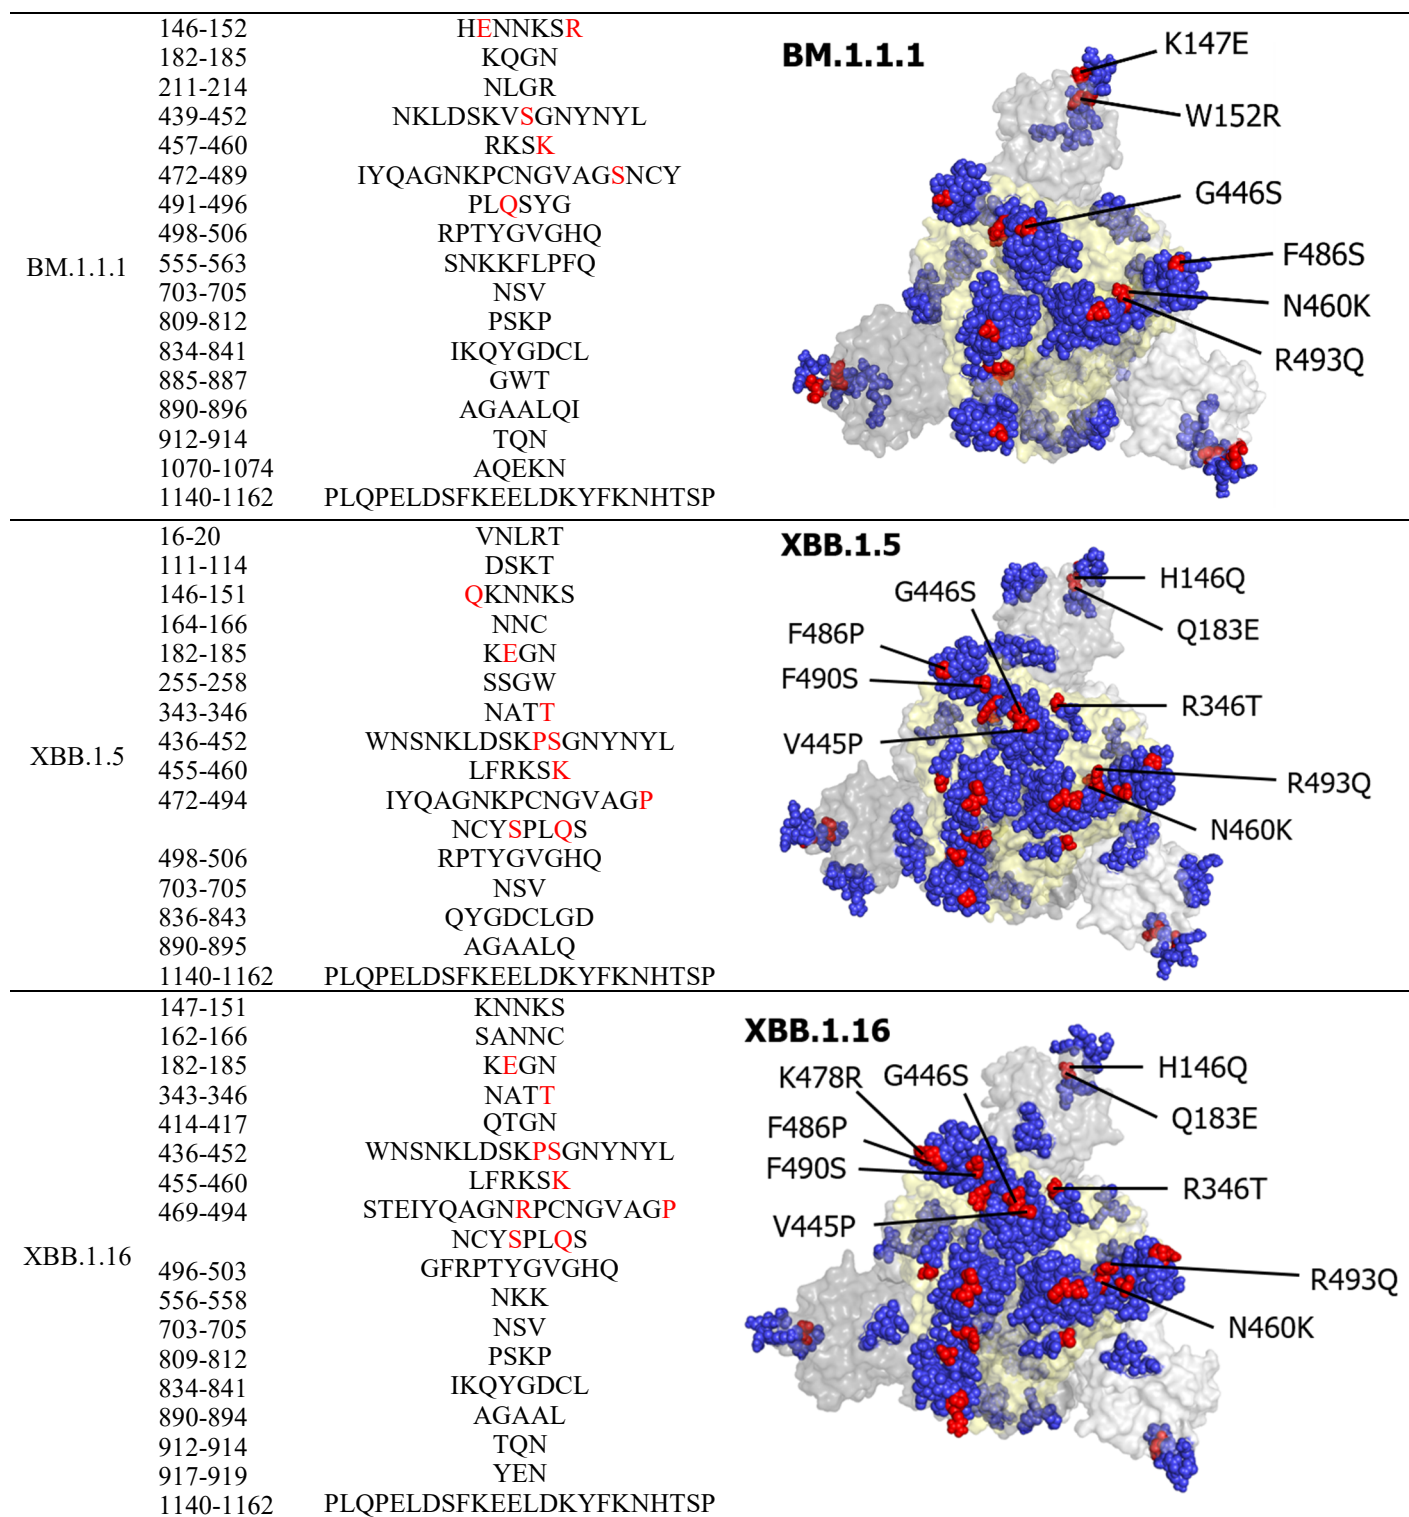 146-152 HENNKSR
182-185 KQGN
211-214 NLGR
439-452 NKLDSKVSGNYNYL
457-460 RKSK
472-489 IYQAGNKPCNGVAGSNCY
491-496 PLQSYG
498-506 RPTYGVGHQ
BM.1.1.1 555-563 SNKKFLPFQ
703-705 NSV
809-812 PSKP
834-841 IKQYGDCL
885-887 GWT
890-896 AGAALQI
912-914 TQN
1070-1074 AQEKN
1140-1162 PLQPELDSFKEELDKYFKNHTSP
BM.1.1.1
K147E
W152R
G446S
F486S
N460K
R493Q
16-20 VNLRT
111-114 DSKT
146-151 QKNNKS
164-166 NNC
182-185 KEGN
255-258 SSGW
343-346 NATT
436-452 WNSNKLDSKPSGNYNYL
XBB.1.5
455-460 LFRKSK
472-494 IYQAGNKPCNGVAGP
NCYSPLQS
498-506 RPTYGVGHQ
703-705 NSV
836-843 QYGDCLGD
890-895 AGAALQ
1140-1162 PLQPELDSFKEELDKYFKNHTSP
XBB.1.5
H146Q
G446S
Q183E
F486P
F490S
R346T
V445P
R493Q
N460K
147-151 KNNKS
162-166 SANNC
182-185 KEGN
343-346 NATT
414-417 QTGN
436-452 WNSNKLDSKPSGNYNYL
455-460 LFRKSK
469-494 STEIYQAGNRPCNGVAGP
NCYSPLQS
XBB.1.16
496-503 GFRPTYGVGHQ
556-558 NKK
703-705 NSV
809-812 PSKP
834-841 IKQYGDCL
890-894 AGAAL
912-914 TQN
917-919 YEN
1140-1162 PLQPELDSFKEELDKYFKNHTSP
XBB.1.16
H146Q
K478R G446S
Q183E
F486P
F490S
R346T
V445P
R493Q
N460K